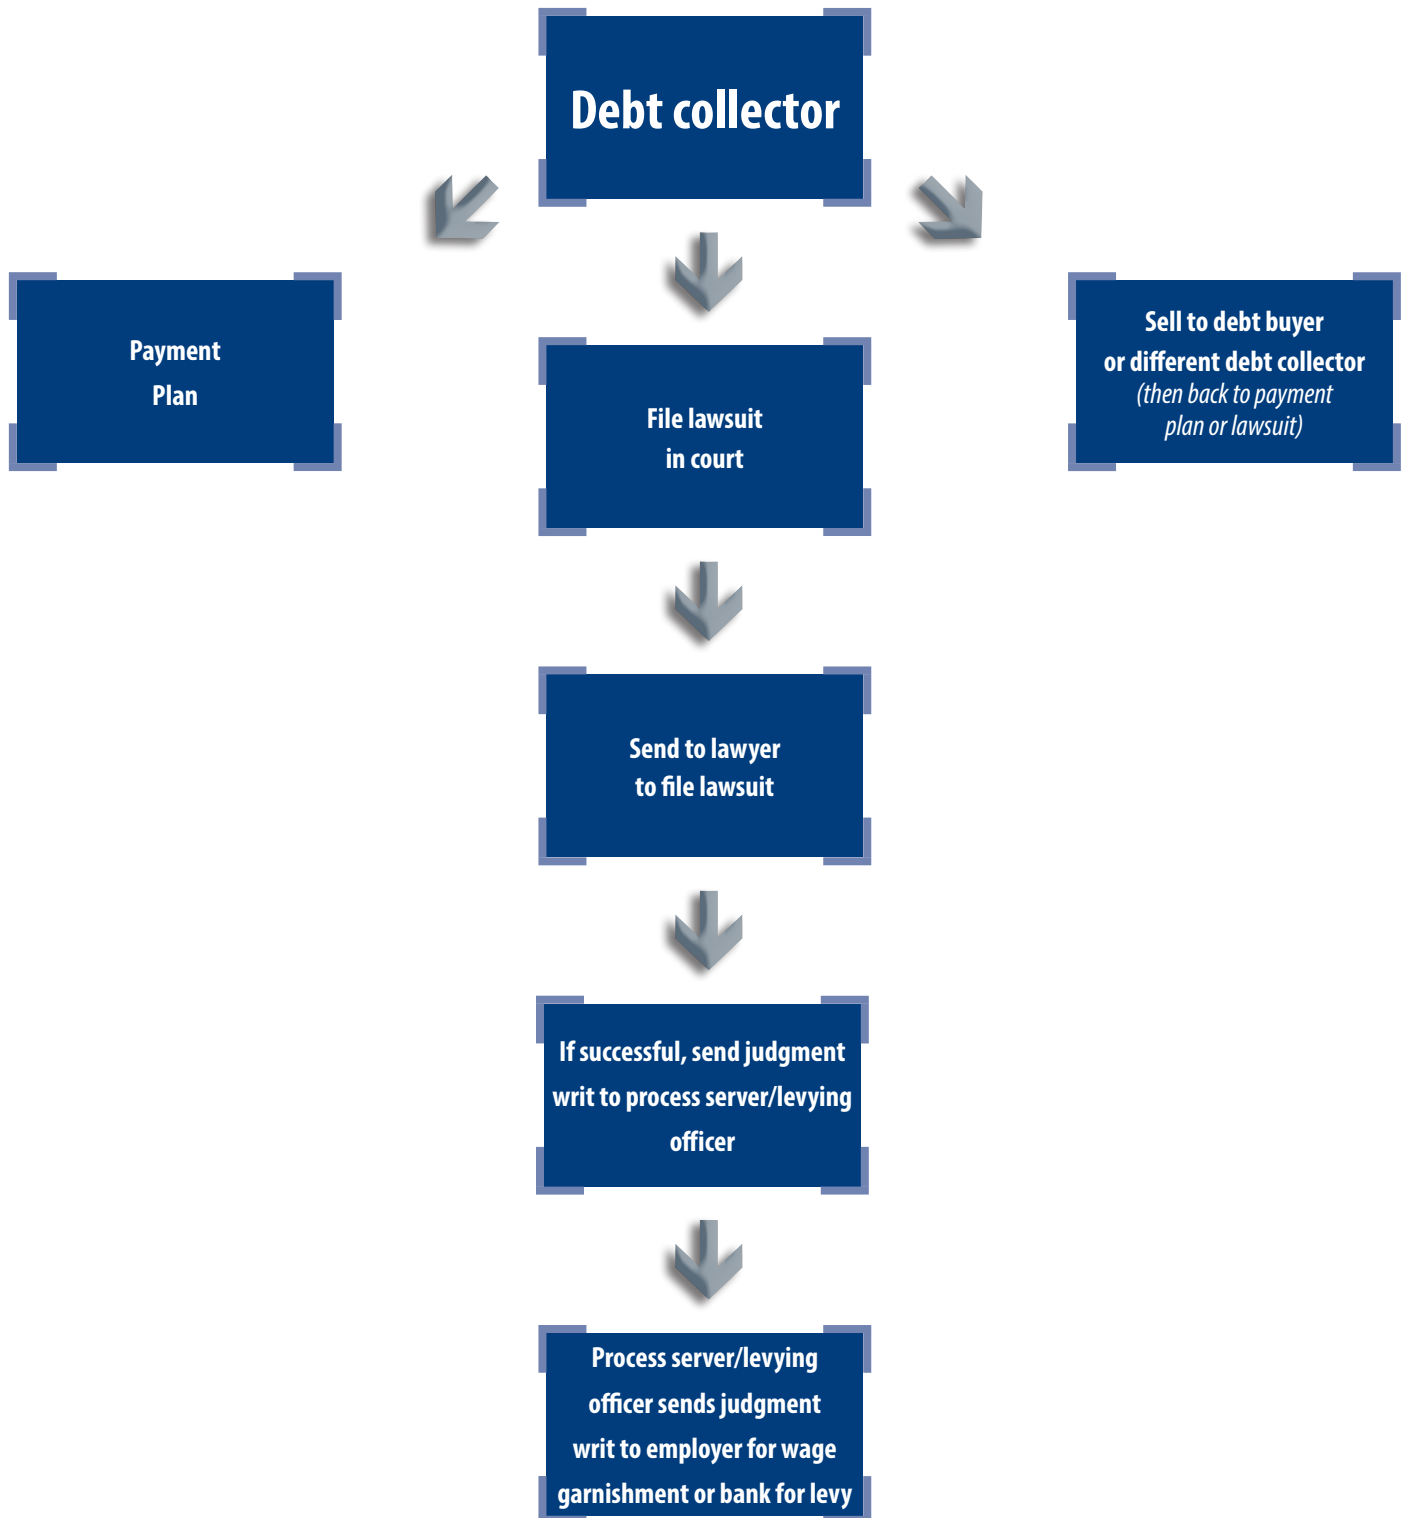 Debt collector
Payment
Plan
File lawsuit
in court
Sell to debt buyer
or different debt collector
(then back to payment
plan or lawsuit)
Send to lawyer
to file lawsuit
If successful, send judgment
writ to process server/levying
officer
Process server/levying
officer sends judgment
writ to employer for wage
garnishment or bank for levy